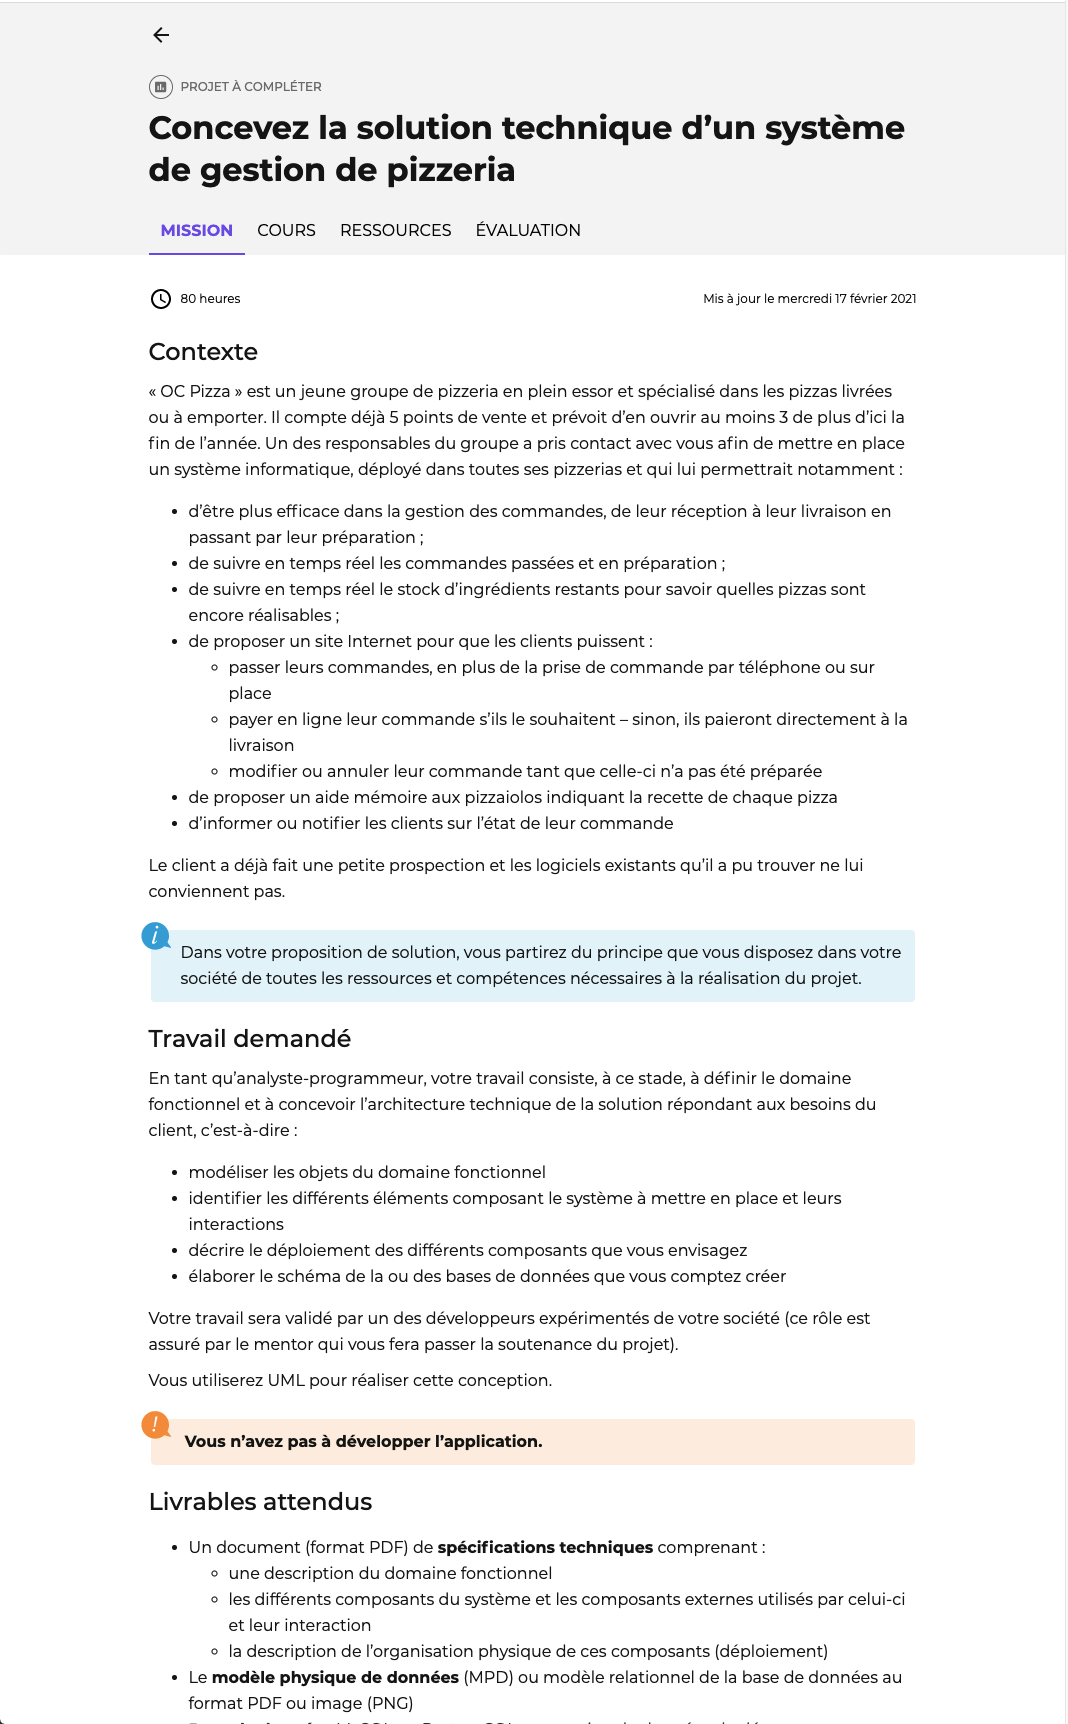 PROJET À COMPLÉTER
Concevez la solution technique d’un système
de gestion de pizzeria
MISSION COURS RESSOURCES ÉVALUATION
80 heures Mis à jour le mercredi 17 février 2021
Contexte
« OC Pizza » est un jeune groupe de pizzeria en plein essor et spécialisé dans les pizzas livrées
ou à emporter. Il compte déjà 5 points de vente et prévoit d’en ouvrir au moins 3 de plus d’ici la
fin de l’année. Un des responsables du groupe a pris contact avec vous afin de mettre en place
un système informatique, déployé dans toutes ses pizzerias et qui lui permettrait notamment :
• d’être plus efficace dans la gestion des commandes, de leur réception à leur livraison en
passant par leur préparation ;
• de suivre en temps réel les commandes passées et en préparation ;
• de suivre en temps réel le stock d’ingrédients restants pour savoir quelles pizzas sont
encore réalisables ;
• de proposer un site Internet pour que les clients puissent :
◦ passer leurs commandes, en plus de la prise de commande par téléphone ou sur
place
◦ payer en ligne leur commande s’ils le souhaitent – sinon, ils paieront directement à la
livraison
◦ modifier ou annuler leur commande tant que celle-ci n’a pas été préparée
• de proposer un aide mémoire aux pizzaiolos indiquant la recette de chaque pizza
• d’informer ou notifier les clients sur l’état de leur commande
Le client a déjà fait une petite prospection et les logiciels existants qu’il a pu trouver ne lui
conviennent pas.
Dans votre proposition de solution, vous partirez du principe que vous disposez dans votre
société de toutes les ressources et compétences nécessaires à la réalisation du projet.
Travail demandé
En tant qu’analyste-programmeur, votre travail consiste, à ce stade, à définir le domaine
fonctionnel et à concevoir l’architecture technique de la solution répondant aux besoins du
client, c’est-à-dire :
• modéliser les objets du domaine fonctionnel
• identifier les différents éléments composant le système à mettre en place et leurs
interactions
• décrire le déploiement des différents composants que vous envisagez
• élaborer le schéma de la ou des bases de données que vous comptez créer
Votre travail sera validé par un des développeurs expérimentés de votre société (ce rôle est
assuré par le mentor qui vous fera passer la soutenance du projet).
Vous utiliserez UML pour réaliser cette conception.
Vous n’avez pas à développer l’application.
Livrables attendus
• Un document (format PDF) de spécifications techniques comprenant :
◦ une description du domaine fonctionnel
◦ les différents composants du système et les composants externes utilisés par celui-ci
et leur interaction
◦ la description de l’organisation physique de ces composants (déploiement)
• Le modèle physique de données (MPD) ou modèle relationnel de la base de données au
format PDF ou image (PNG)